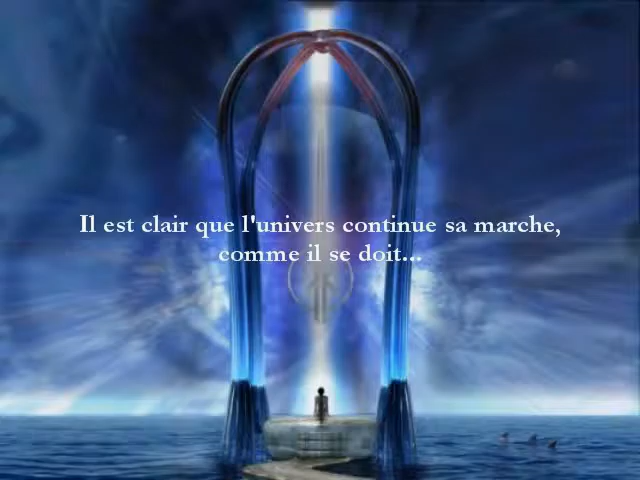 Il est clair que l'univers continue sa marche,
comme il se doit...